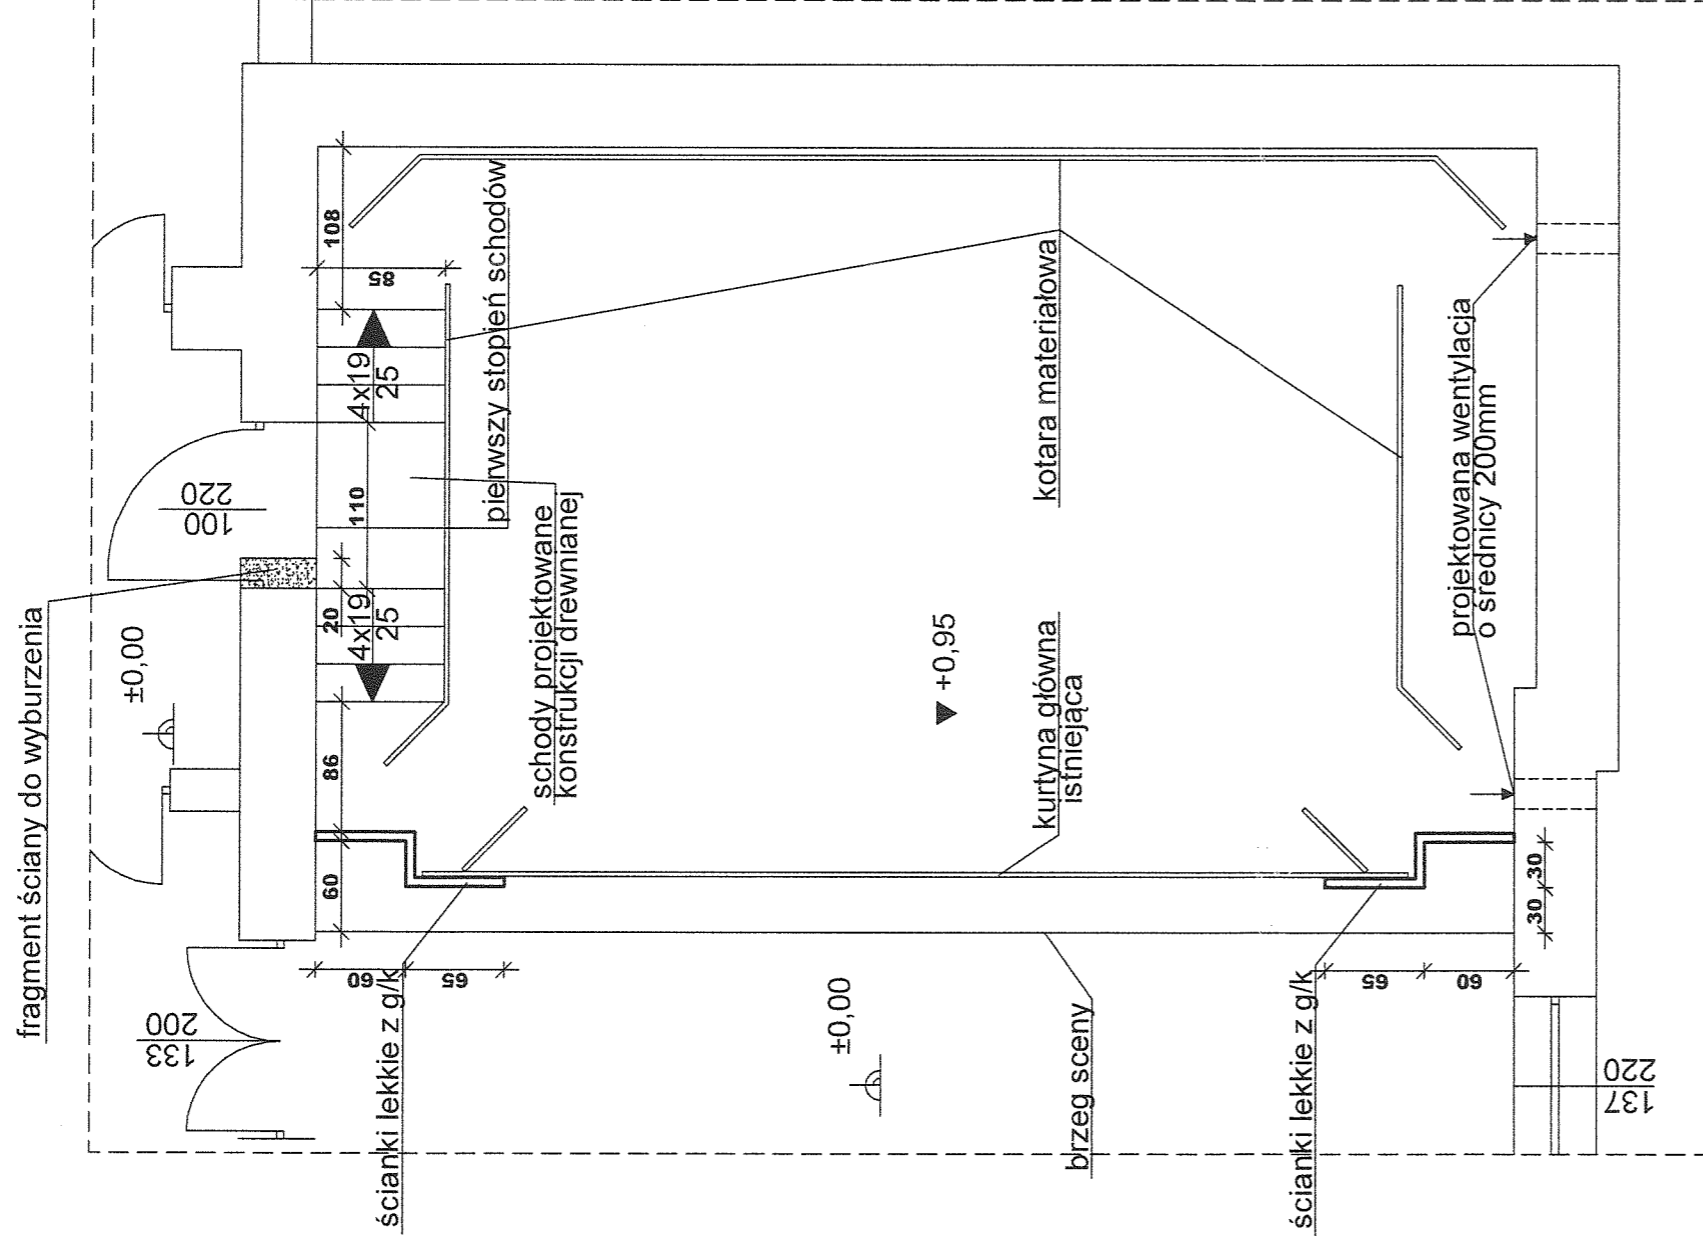 fragment ściany do wyburzenia
±0,00
100
220
133
200
108
85
4x19
25
110
20
4x19
25
86
60
60
65
pierwszy stopień schodów
schody projektowane
konstrukcji drewnianej
kotara materiałowa
+0,95
kurtyna główna
istniejąca
projektowana wentylacja
o średnicy 200mm
30
30
65
60
ścianki lekkie z g/k
±0,00
brzeg sceny
ścianki lekkie z g/k
137
220